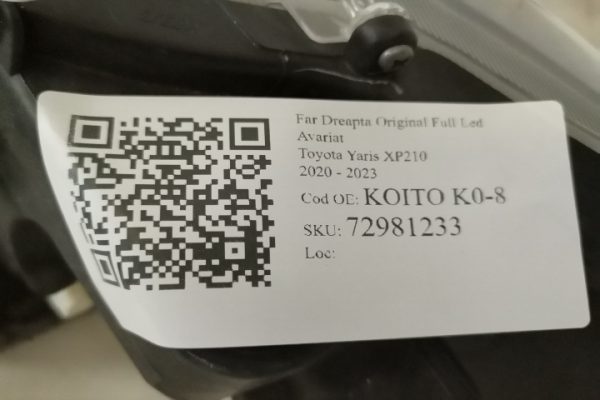 Far Dreapta Original Full Led
Avariat
Toyota Yaris XP210
2020 - 2023
Cod OE: KOITO K0-8
SKU: 72981233
Loc: